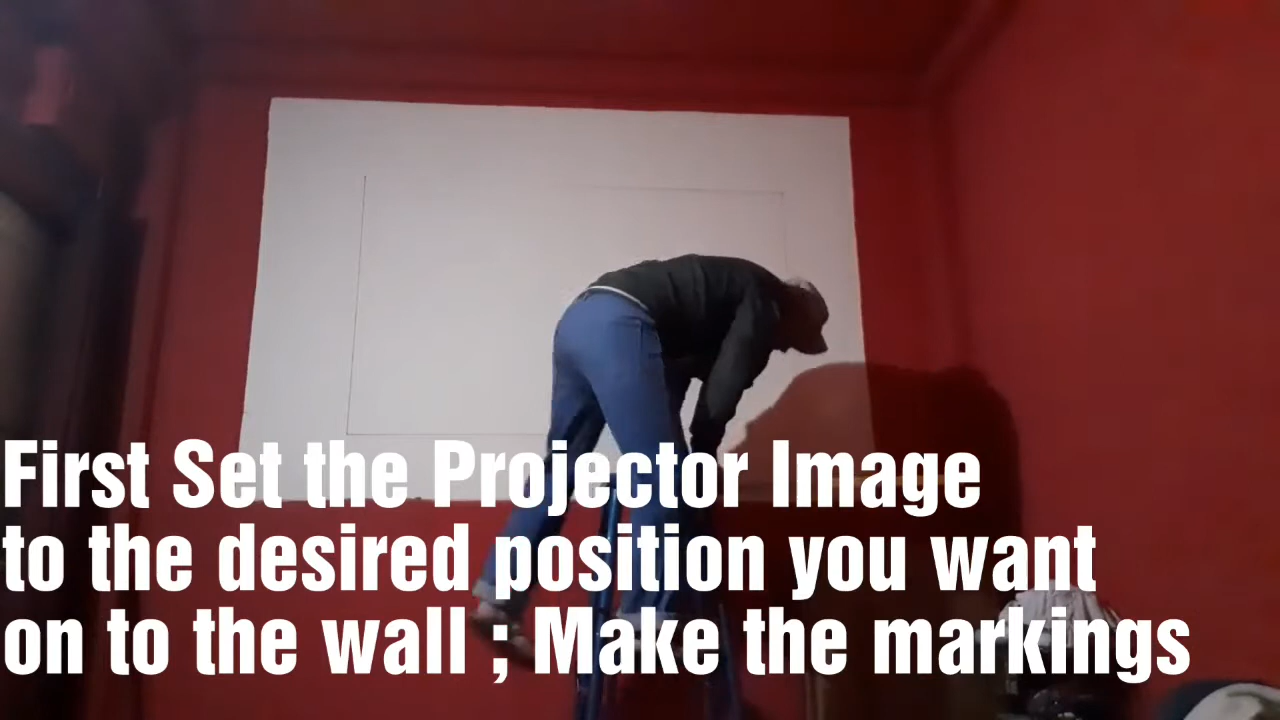 First Set the Projector Image
to the desired position you want
on to the wall ; Make the markings